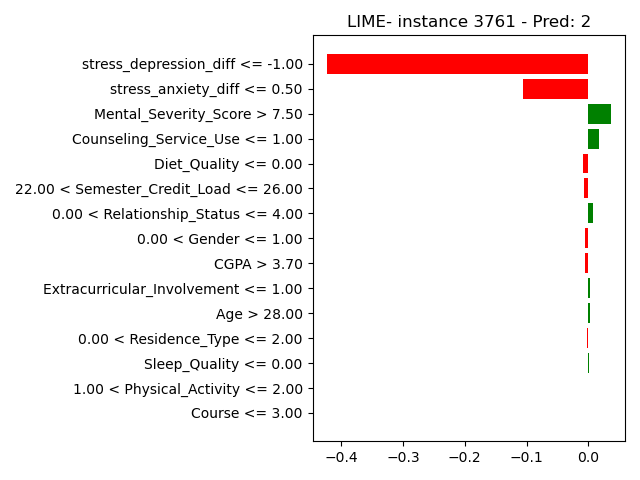 LIME- instance 3761 - Pred: 2
stress_depression_diff <= -1.00
stress_anxiety_diff <= 0.50
Mental_Severity_Score > 7.50
Counseling_Service_Use <= 1.00
Diet_Quality <= 0.00
22.00 < Semester_Credit_Load <= 26.00
0.00 < Relationship_Status <= 4.00
0.00 < Gender <= 1.00
CGPA > 3.70
Extracurricular_Involvement <= 1.00
Age > 28.00
0.00 < Residence_Type <= 2.00
Sleep_Quality <= 0.00
1.00 < Physical_Activity <= 2.00
Course <= 3.00
−0.4 −0.3 −0.2 −0.1 0.0